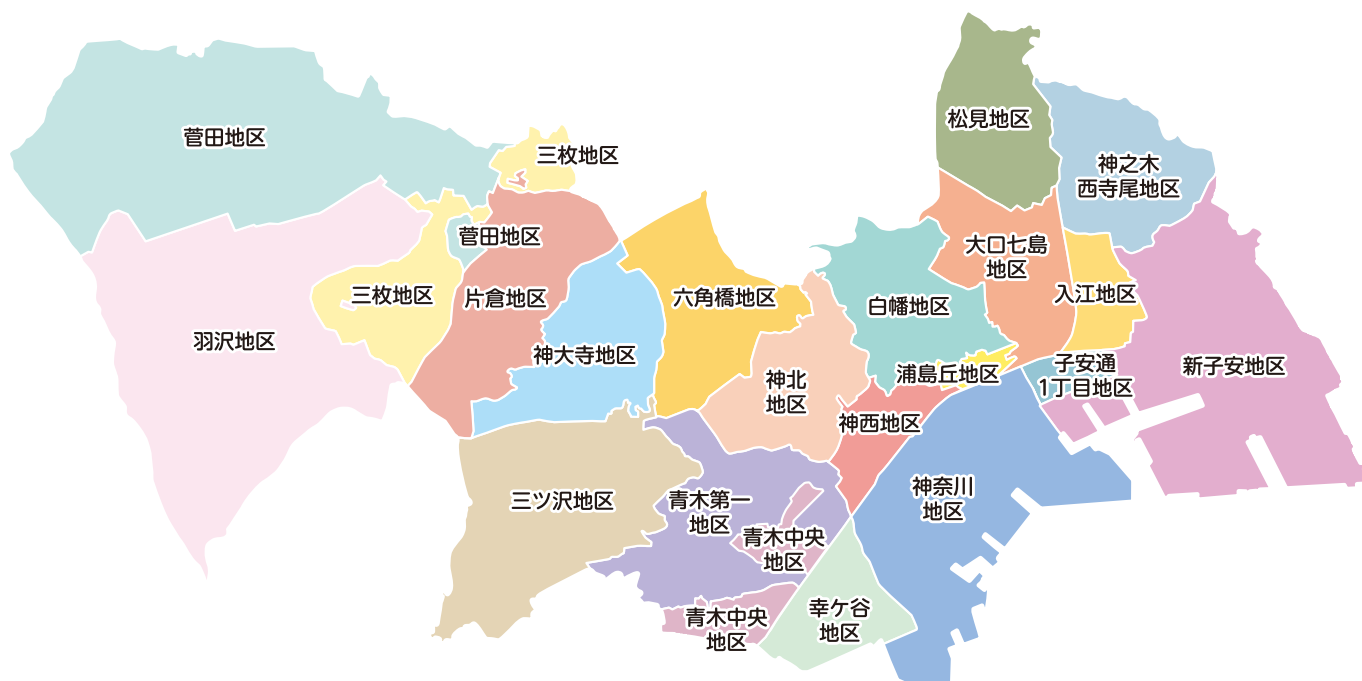 松見地区
菅田地区
三枚地区
神之木
西寺尾地区
菅田地区
大口七島
地区
三枚地区
片倉地区
六角橋地区
白幡地区
入江地区
羽沢地区
神大寺地区
浦島丘地区
子安通
1丁目地区
新子安地区
神北
地区
神西地区
三ツ沢地区
青木第一
地区
神奈川
地区
青木中央
地区
青木中央
地区
幸ケ谷
地区